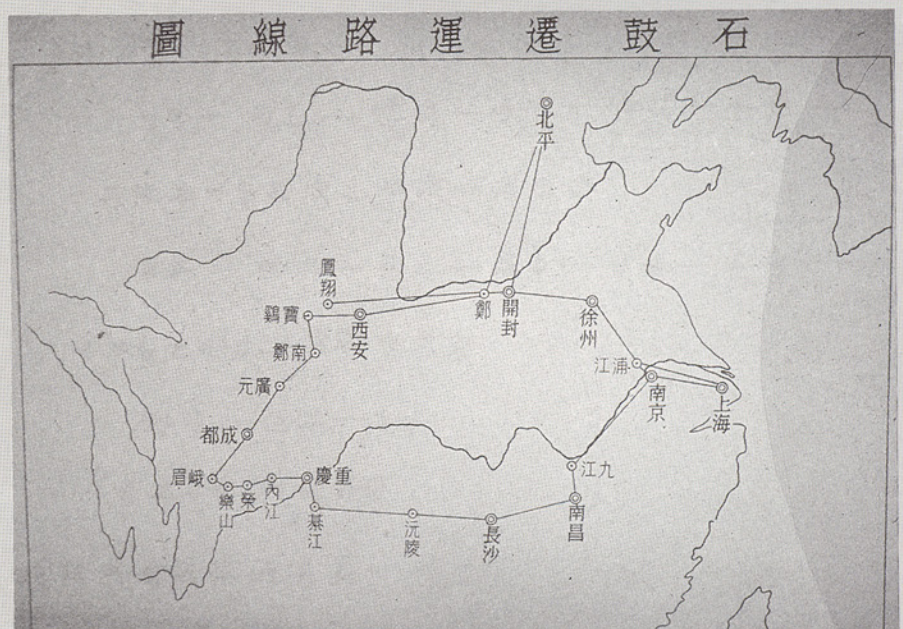 石鼓遷運路線圖
北平
鳳翔
寶鷄
西安
鄭
開封
徐州
南鄭
浦江
南京
上海
廣元
成都
峨眉
樂山
榮
內江
重慶
綦江
沅陵
長沙
九江
南昌